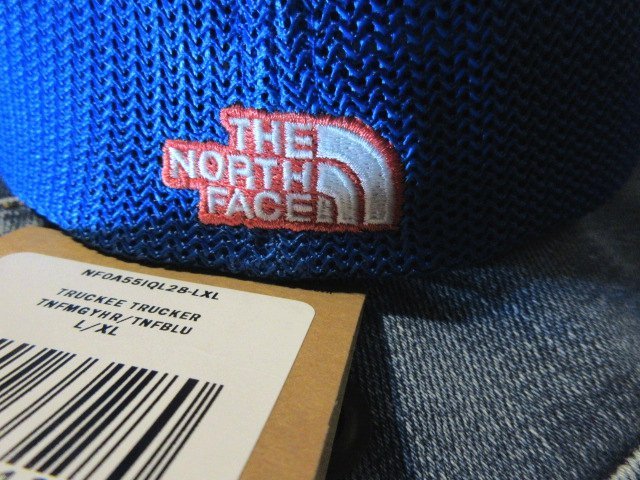 THE
NORTH
FACE
NF0A55IQL28-LXL
TRUCKEE TRUCKER
TNFMGYHR/TNFBLU
L/XL